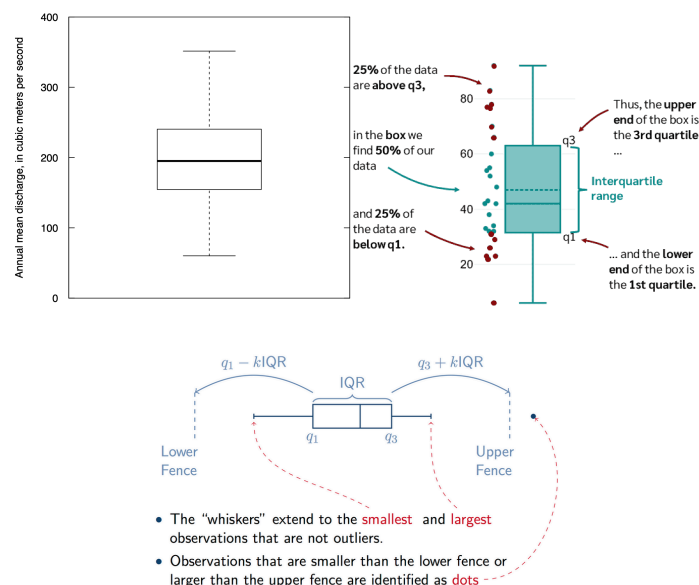 Annual mean discharge, in cubic meters per second
400
300
200
100
0
25% of the data
are above q3,
in the box we
find 50% of our
data
and 25% of
the data are
below q1.
80
60
40
20
q3
q1
Interquartile
range
Thus, the upper
end of the box is
the 3rd quartile
...
... and the lower
end of the box is
the 1st quartile.
q₁ − kIQR
IQR
q₃ + kIQR
q₁
q₃
Lower
Fence
Upper
Fence
• The “whiskers” extend to the smallest and largest
observations that are not outliers.
• Observations that are smaller than the lower fence or
larger than the upper fence are identified as dots